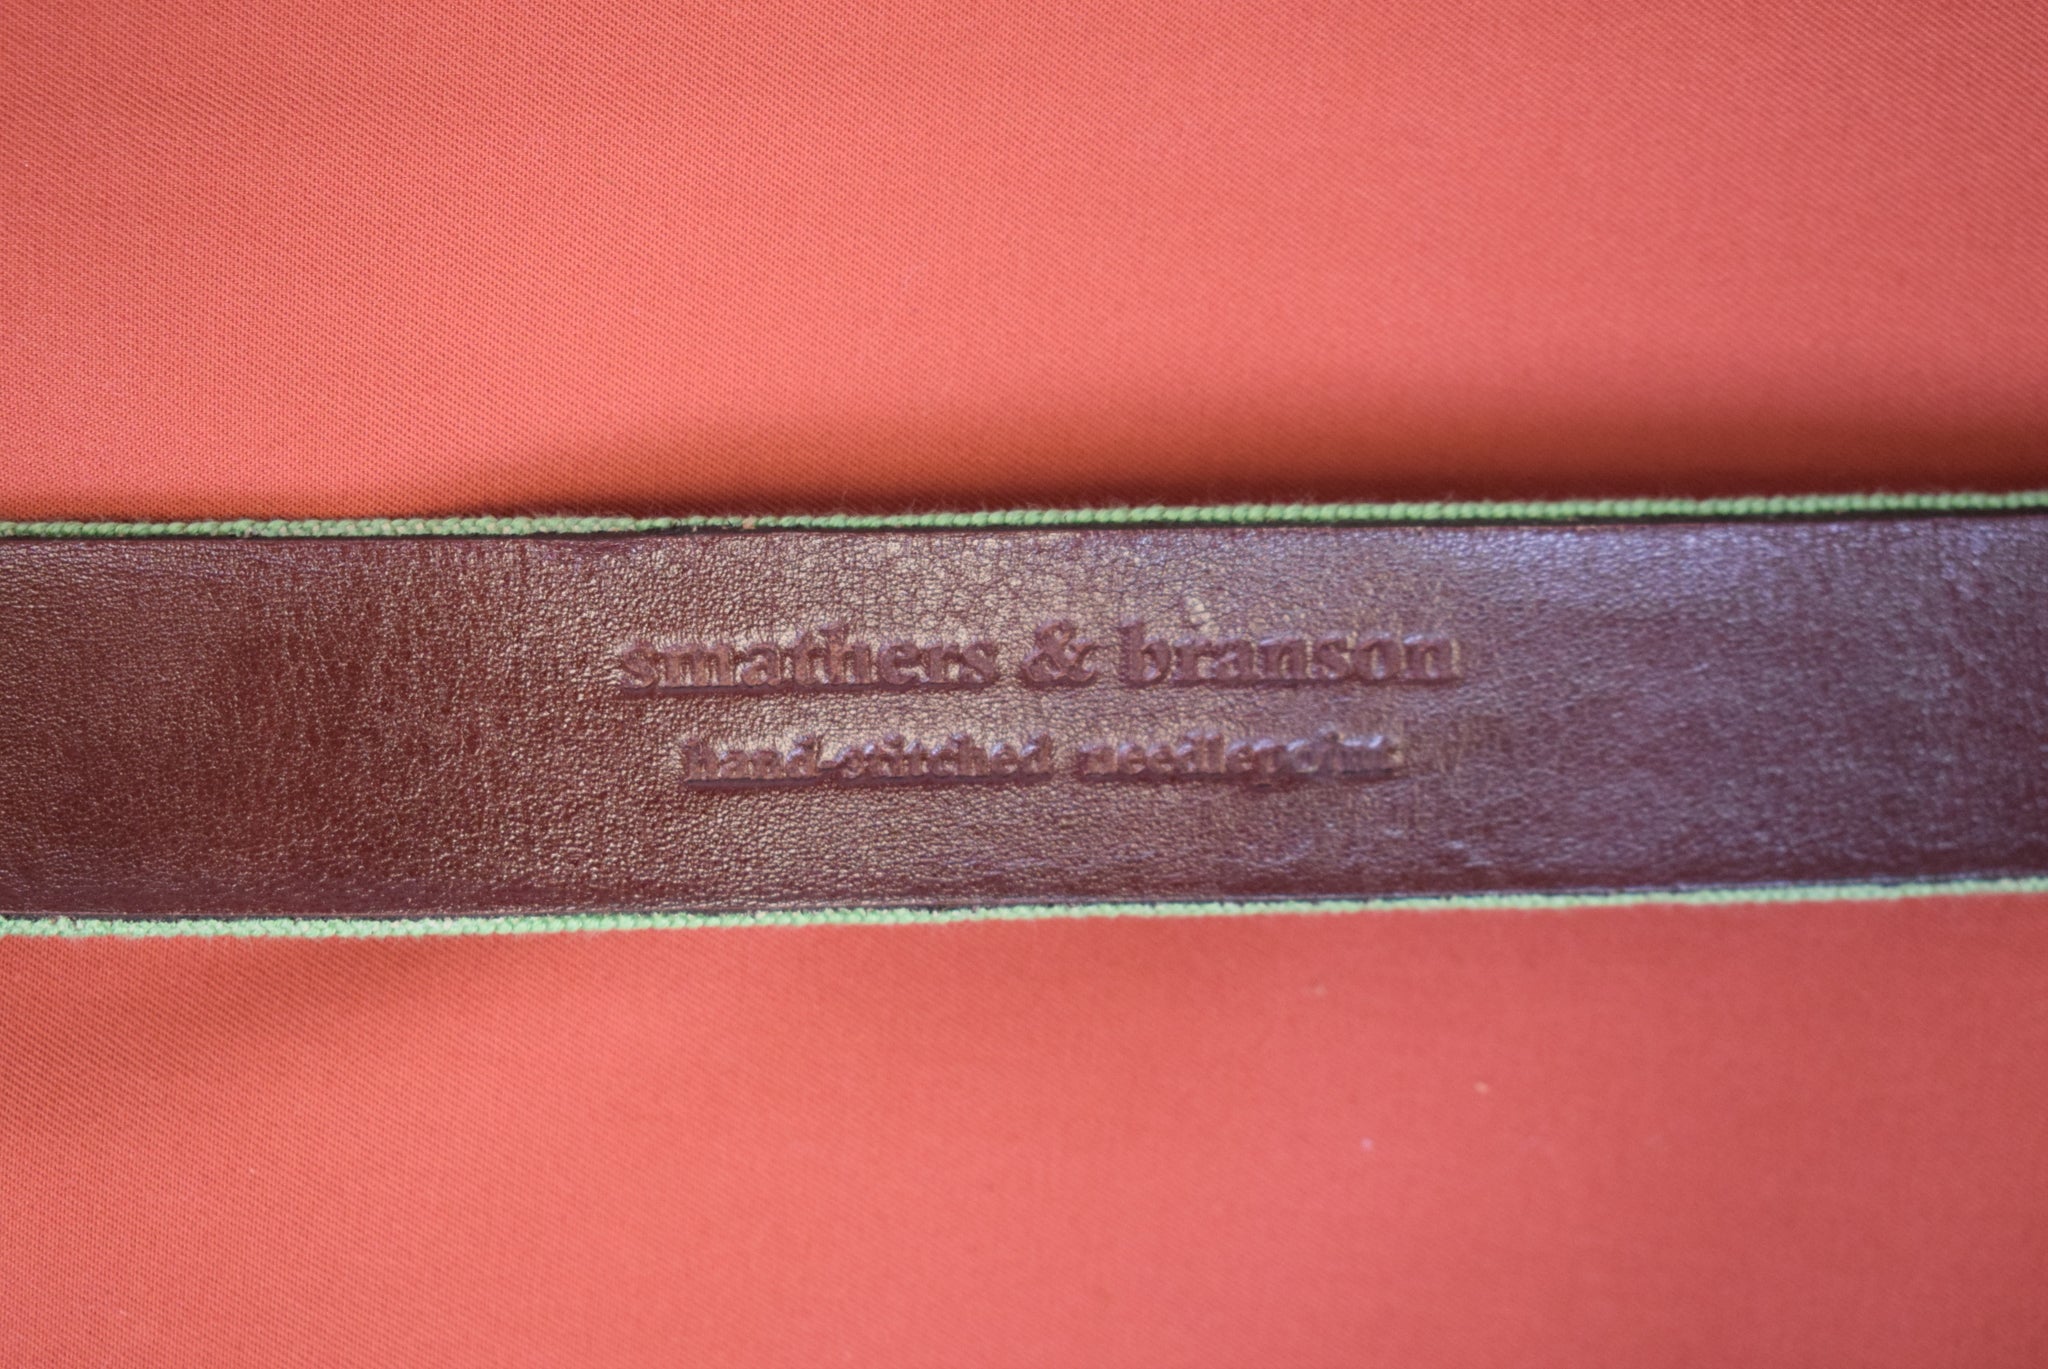 smathers & branson
hand-stitched needlepoint